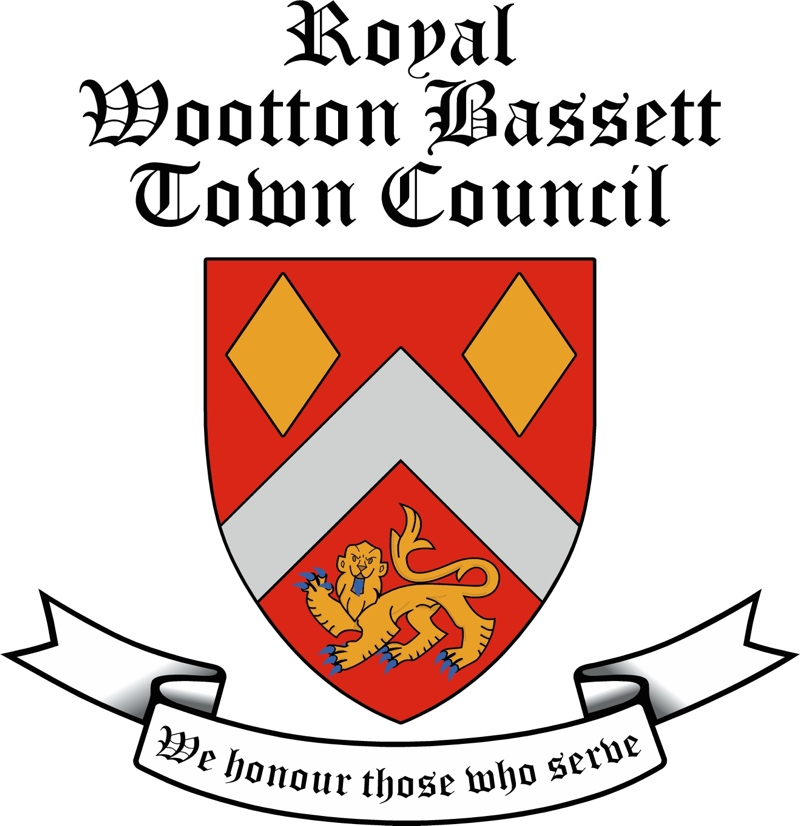 Royal
Wootton Bassett
Town Council
We honour those who serve